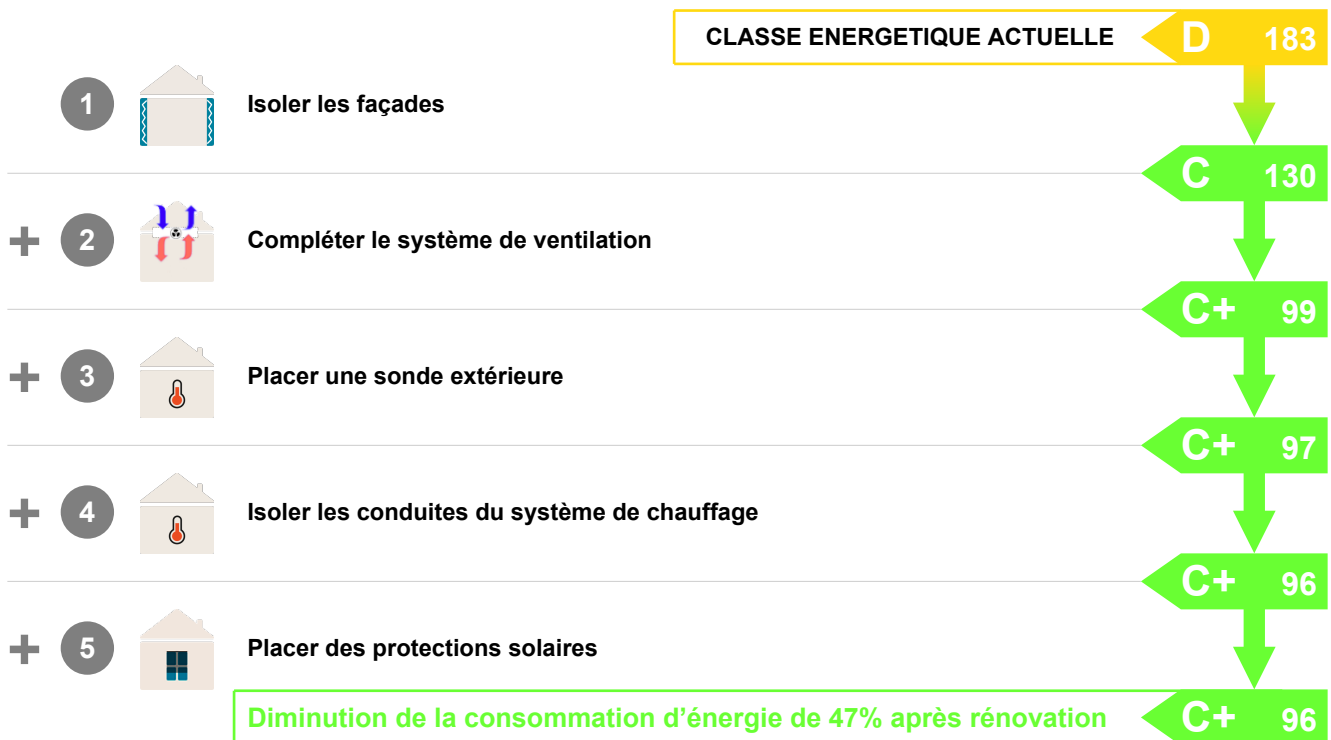 CLASSE ENERGETIQUE ACTUELLE D 183
1 Isoler les façades
C 130
+ 2 Compléter le système de ventilation
C+ 99
+ 3 Placer une sonde extérieure
C+ 97
+ 4 Isoler les conduites du système de chauffage
C+ 96
+ 5 Placer des protections solaires
Diminution de la consommation d’énergie de 47% après rénovation C+ 96